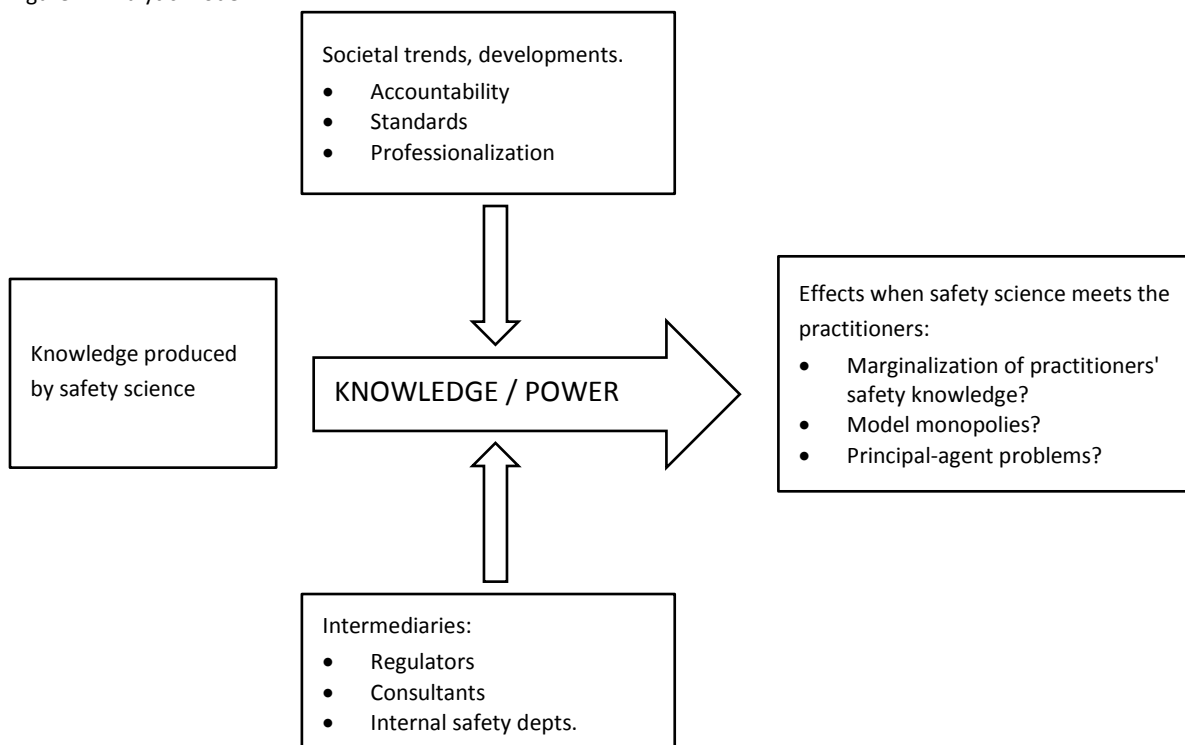 Societal trends, developments.
• Accountability
• Standards
• Professionalization
Knowledge produced
by safety science
KNOWLEDGE / POWER
Effects when safety science meets the
practitioners:
• Marginalization of practitioners'
safety knowledge?
• Model monopolies?
• Principal-agent problems?
Intermediaries:
• Regulators
• Consultants
• Internal safety depts.